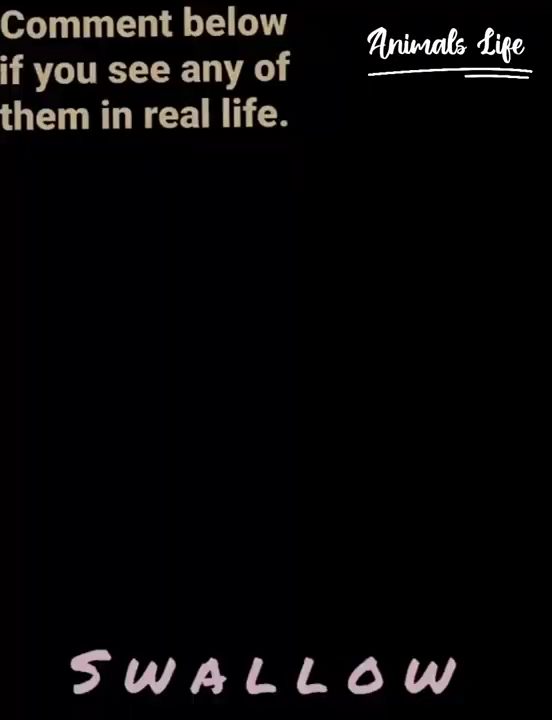 Comment below
if you see any of
them in real life.
Animals Life
SWALLOW